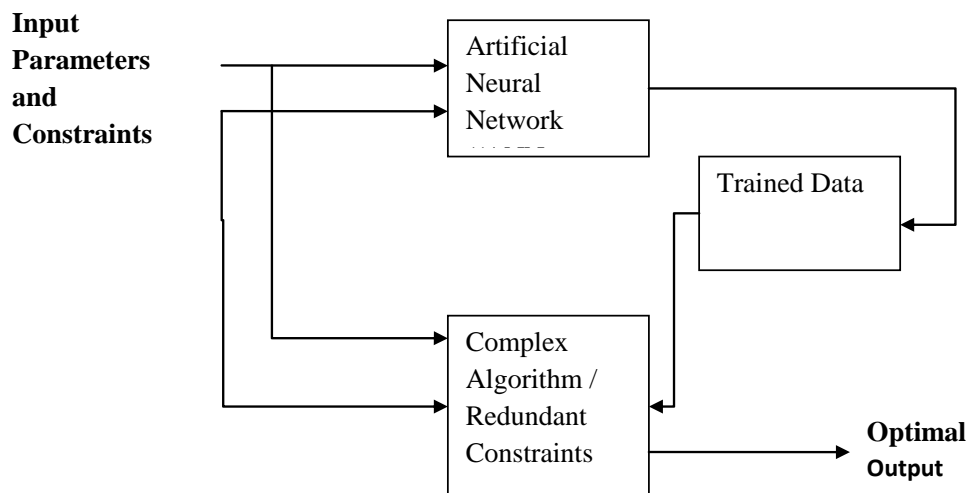 Input
Parameters
and
Constraints
Artificial
Neural
Network
Trained Data
Complex
Algorithm /
Redundant
Constraints
Optimal
Output